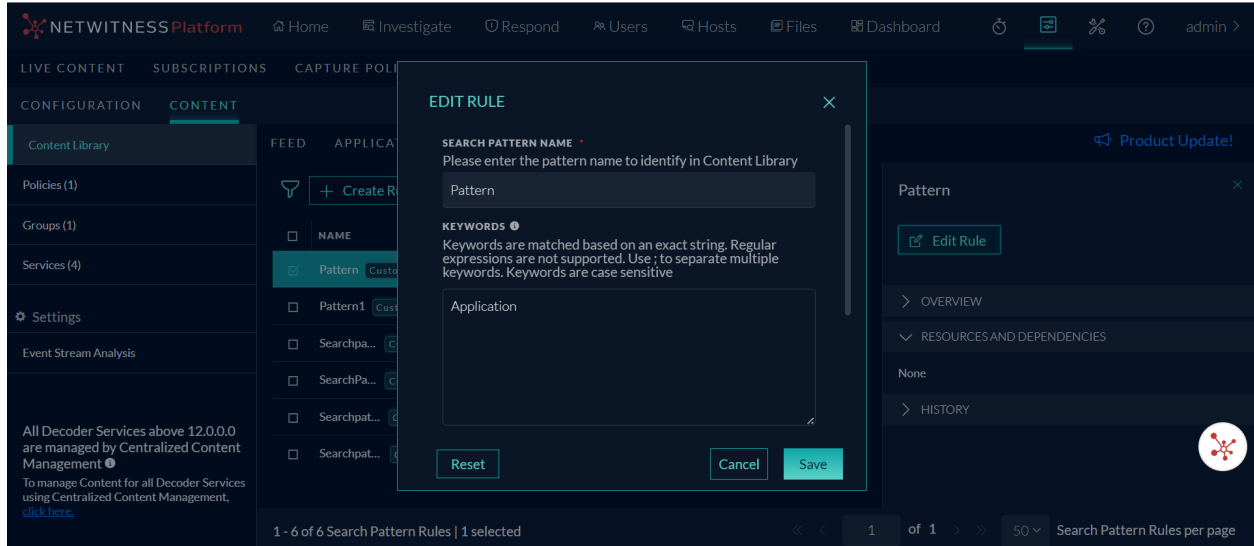 NETWITNESS Platform Home Investigate Respond Users Hosts Files Dashboard admin >
LIVE CONTENT SUBSCRIPTIONS CAPTURE POLI
CONFIGURATION CONTENT
Content Library
Policies (1)
Groups (1)
Services (4)
Settings
Event Stream Analysis
All Decoder Services above 12.0.0.0
are managed by Centralized Content
Management
To manage Content for all Decoder Services
using Centralized Content Management,
click here.
FEED APPLICA
Product Update!
+ Create Ru
NAME
Pattern Custo
Pattern1 Cust
Searchpa... C
SearchPa... C
Searchpat... C
Searchpat...
EDIT RULE
SEARCH PATTERN NAME *
Please enter the pattern name to identify in Content Library
Pattern
KEYWORDS
Keywords are matched based on an exact string. Regular
expressions are not supported. Use ; to separate multiple
keywords. Keywords are case sensitive
Application
Reset Cancel Save
Pattern
Edit Rule
OVERVIEW
RESOURCES AND DEPENDENCIES
None
HISTORY
1 - 6 of 6 Search Pattern Rules | 1 selected
1 of 1 50 Search Pattern Rules per page